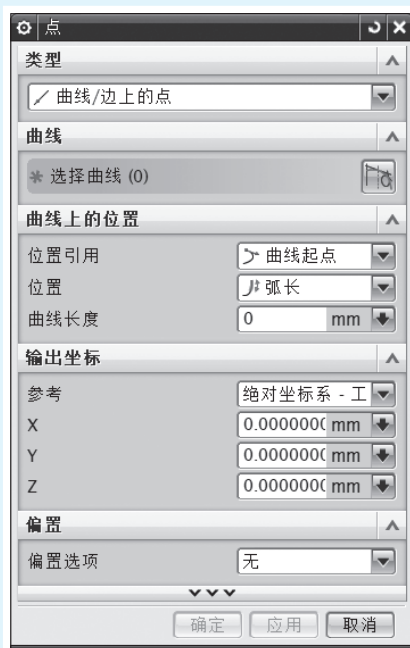 点
类型
曲线/边上的点
曲线
* 选择曲线 (0)
曲线上的位置
位置引用 曲线起点
位置 弧长
曲线长度 0 mm
输出坐标
参考 绝对坐标系 - 工
X 0.0000000 mm
Y 0.0000000 mm
Z 0.0000000 mm
偏置
偏置选项 无
确定 应用 取消